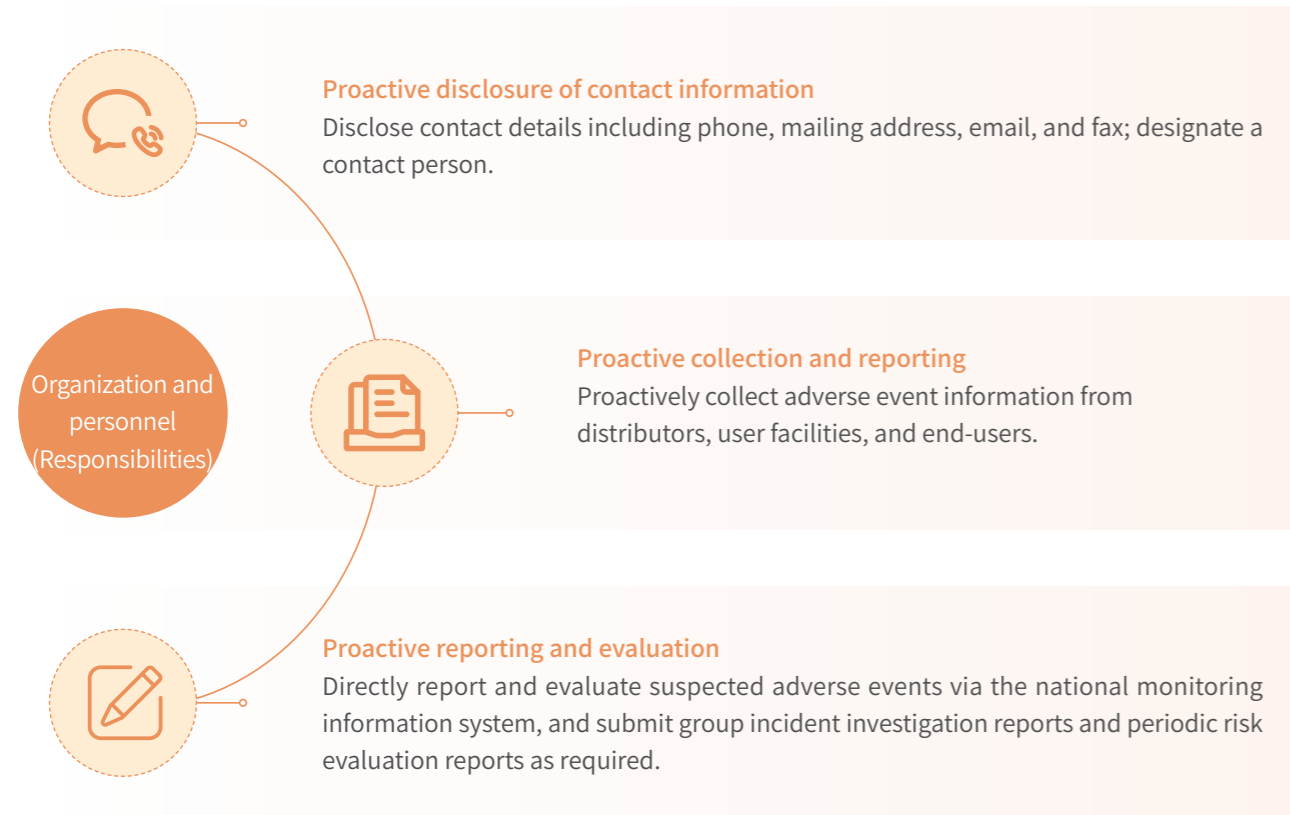 Proactive disclosure of contact information
Disclose contact details including phone, mailing address, email, and fax; designate a
contact person.
Organization and
personnel
(Responsibilities)
Proactive collection and reporting
Proactively collect adverse event information from
distributors, user facilities, and end-users.
Proactive reporting and evaluation
Directly report and evaluate suspected adverse events via the national monitoring
information system, and submit group incident investigation reports and periodic risk
evaluation reports as required.